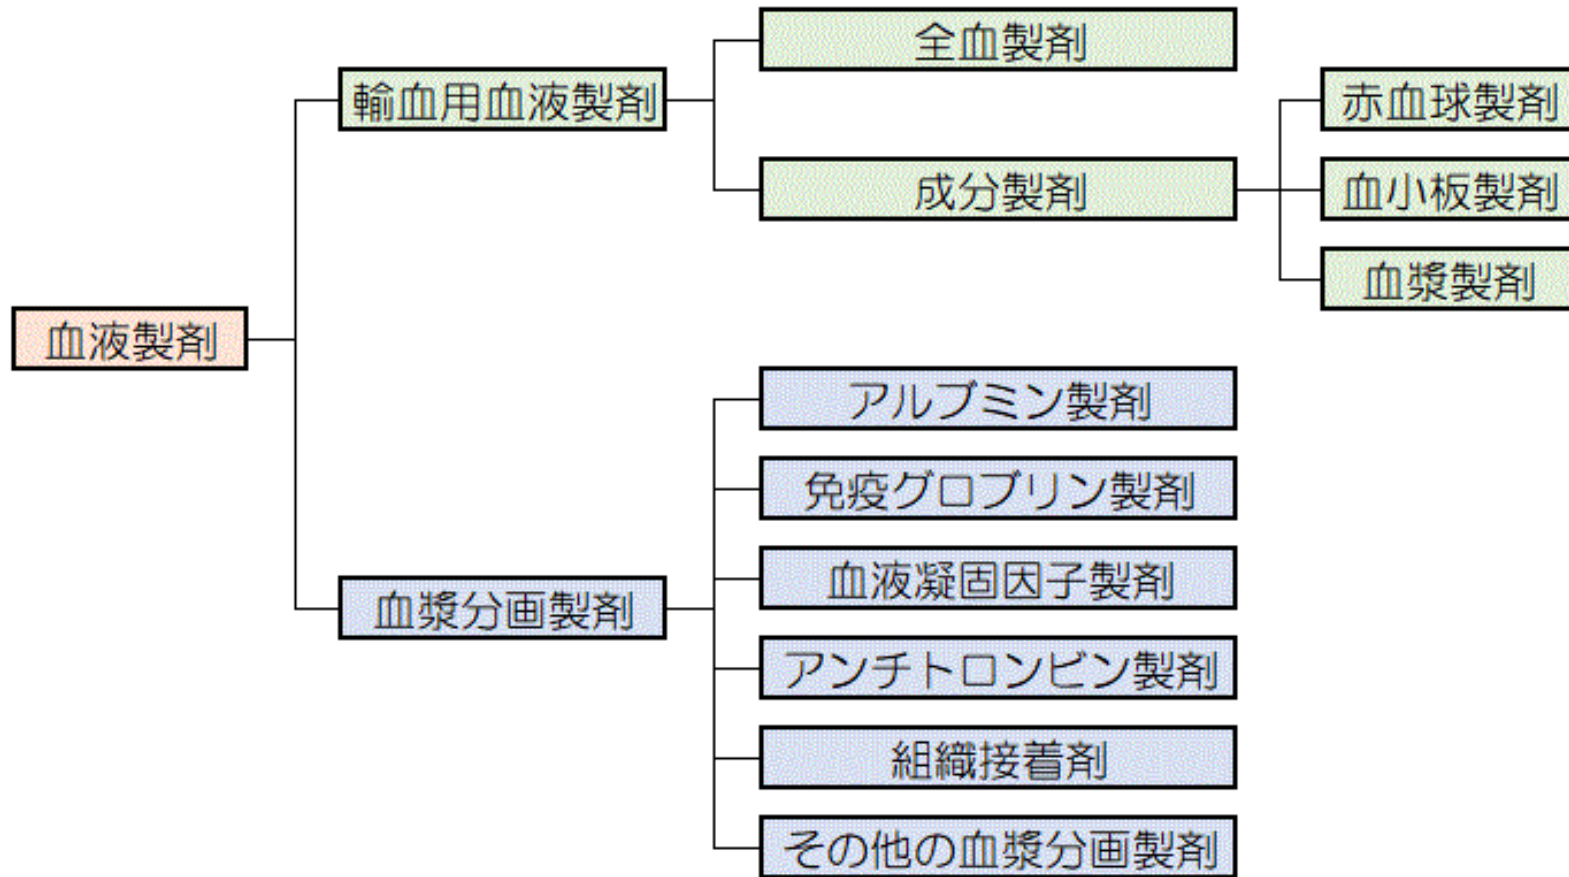 血液製剤
輸血用血液製剤
全血製剤
成分製剤
赤血球製剤
血小板製剤
血漿製剤
血漿分画製剤
アルブミン製剤
免疫グロブリン製剤
血液凝固因子製剤
アンチトロンビン製剤
組織接着剤
その他の血漿分画製剤